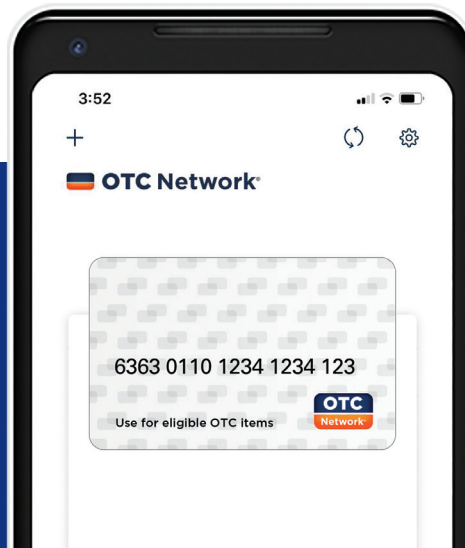 3:52
OTC Network
6363 0110 1234 1234 123
Use for eligible OTC items
OTC
Network